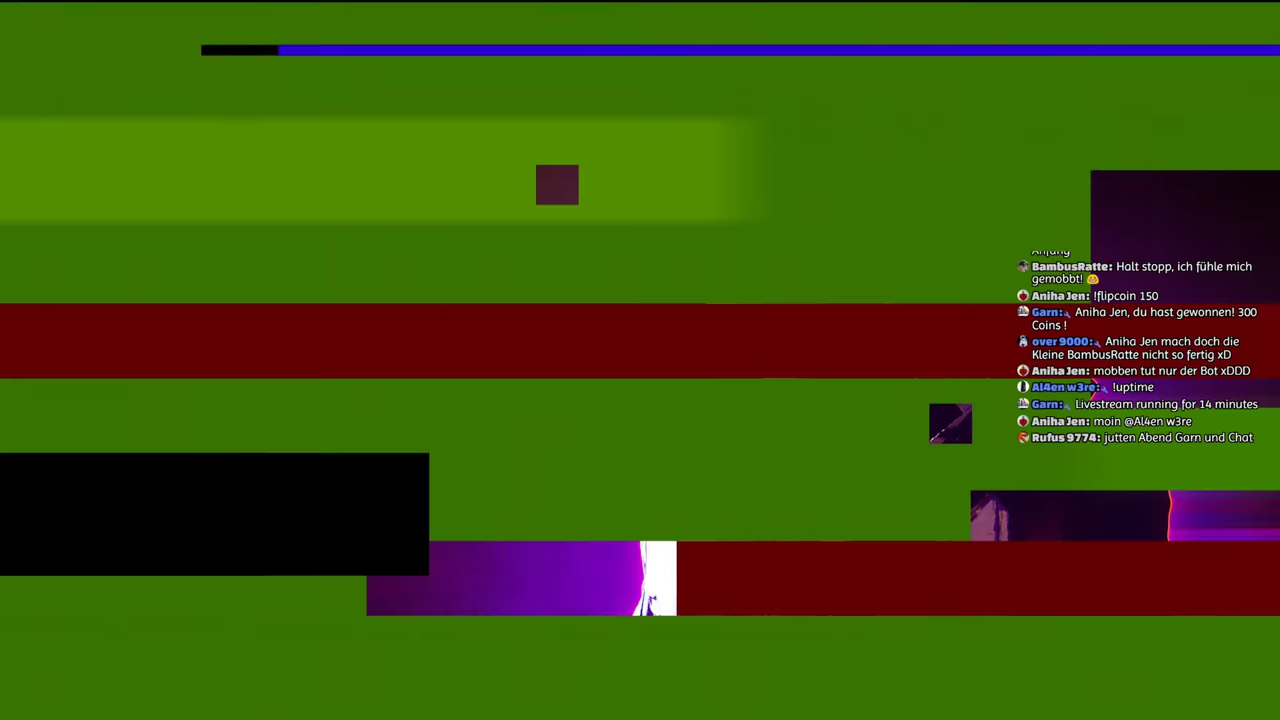 Anfang
BambusRatte: Halt stopp, ich fühle mich
gemobbt!
Aniha Jen: !flipcoin 150
Garn: Aniha Jen, du hast gewonnen! 300
Coins !
over 9000: Aniha Jen mach doch die
Kleine BambusRatte nicht so fertig xD
Aniha Jen: mobben tut nur der Bot xDDD
Al4en w3re: !uptime
Garn: Livestream running for 14 minutes
Aniha Jen: moin @Al4en w3re
Rufus 9774: jutten Abend Garn und Chat